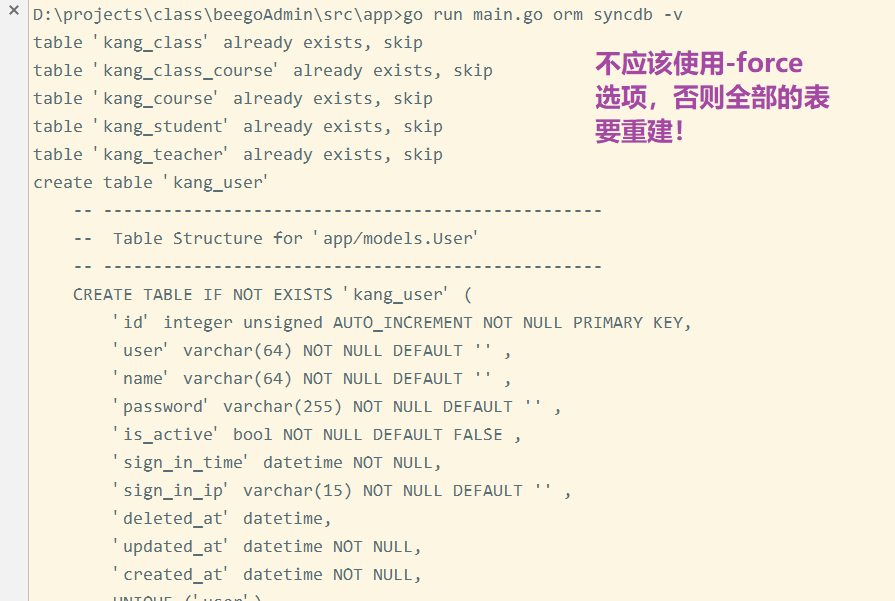 D:\projects\class\beegoAdmin\src\app>go run main.go orm syncdb -v
table `kang_class` already exists, skip
table `kang_class_course` already exists, skip
table `kang_course` already exists, skip
table `kang_student` already exists, skip
table `kang_teacher` already exists, skip
create table `kang_user`
不应该使用-force
选项，否则全部的表
要重建！
-- --------------------------------------------------
--  Table Structure for `app/models.User`
-- --------------------------------------------------
CREATE TABLE IF NOT EXISTS `kang_user` (
`id` integer unsigned AUTO_INCREMENT NOT NULL PRIMARY KEY,
`user` varchar(64) NOT NULL DEFAULT '' ,
`name` varchar(64) NOT NULL DEFAULT '' ,
`password` varchar(255) NOT NULL DEFAULT '' ,
`is_active` bool NOT NULL DEFAULT FALSE ,
`sign_in_time` datetime NOT NULL,
`sign_in_ip` varchar(15) NOT NULL DEFAULT '' ,
`deleted_at` datetime,
`updated_at` datetime NOT NULL,
`created_at` datetime NOT NULL,
UNIQUE (`user`)